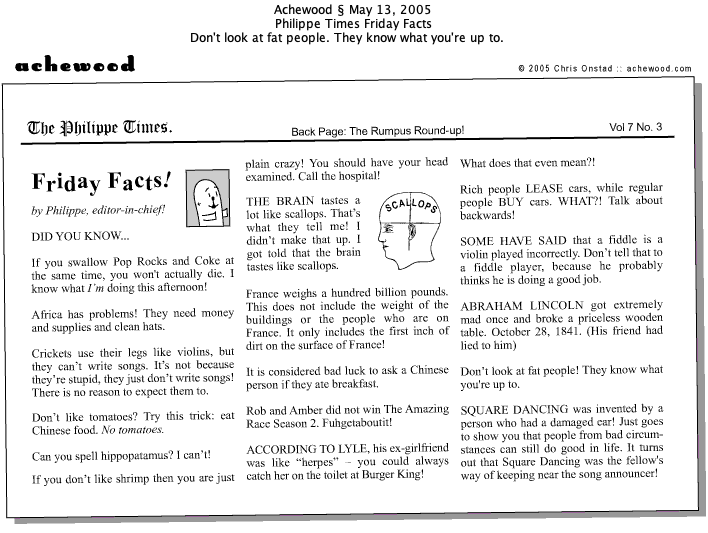 Achewood § May 13, 2005
Philippe Times Friday Facts
Don't look at fat people. They know what you're up to.
achewood
© 2005 Chris Onstad :: achewood.com
The Philippe Times.
Back Page: The Rumpus Round-up!
Vol 7 No. 3
Friday Facts!
by Philippe, editor-in-chief!
DID YOU KNOW...
If you swallow Pop Rocks and Coke at
the same time, you won't actually die. I
know what I'm doing this afternoon!
Africa has problems! They need money
and supplies and clean hats.
Crickets use their legs like violins, but
they can't write songs. It's not because
they're stupid, they just don't write songs!
There is no reason to expect them to.
Don't like tomatoes? Try this trick: eat
Chinese food. No tomatoes.
Can you spell hippopatamus? I can't!
If you don't like shrimp then you are just
plain crazy! You should have your head
examined. Call the hospital!
THE BRAIN tastes a
lot like scallops. That's
what they tell me! I
didn't make that up. I
got told that the brain
tastes like scallops.
SCALLOPS
France weighs a hundred billion pounds.
This does not include the weight of the
buildings or the people who are on
France. It only includes the first inch of
dirt on the surface of France!
It is considered bad luck to ask a Chinese
person if they ate breakfast.
Rob and Amber did not win The Amazing
Race Season 2. Fuhgetaboutit!
ACCORDING TO LYLE, his ex-girlfriend
was like “herpes” – you could always
catch her on the toilet at Burger King!
What does that even mean?!
Rich people LEASE cars, while regular
people BUY cars. WHAT?! Talk about
backwards!
SOME HAVE SAID that a fiddle is a
violin played incorrectly. Don't tell that to
a fiddle player, because he probably
thinks he is doing a good job.
ABRAHAM LINCOLN got extremely
mad once and broke a priceless wooden
table. October 28, 1841. (His friend had
lied to him)
Don't look at fat people! They know what
you're up to.
SQUARE DANCING was invented by a
person who had a damaged ear! Just goes
to show you that people from bad circum-
stances can still do good in life. It turns
out that Square Dancing was the fellow's
way of keeping near the song announcer!